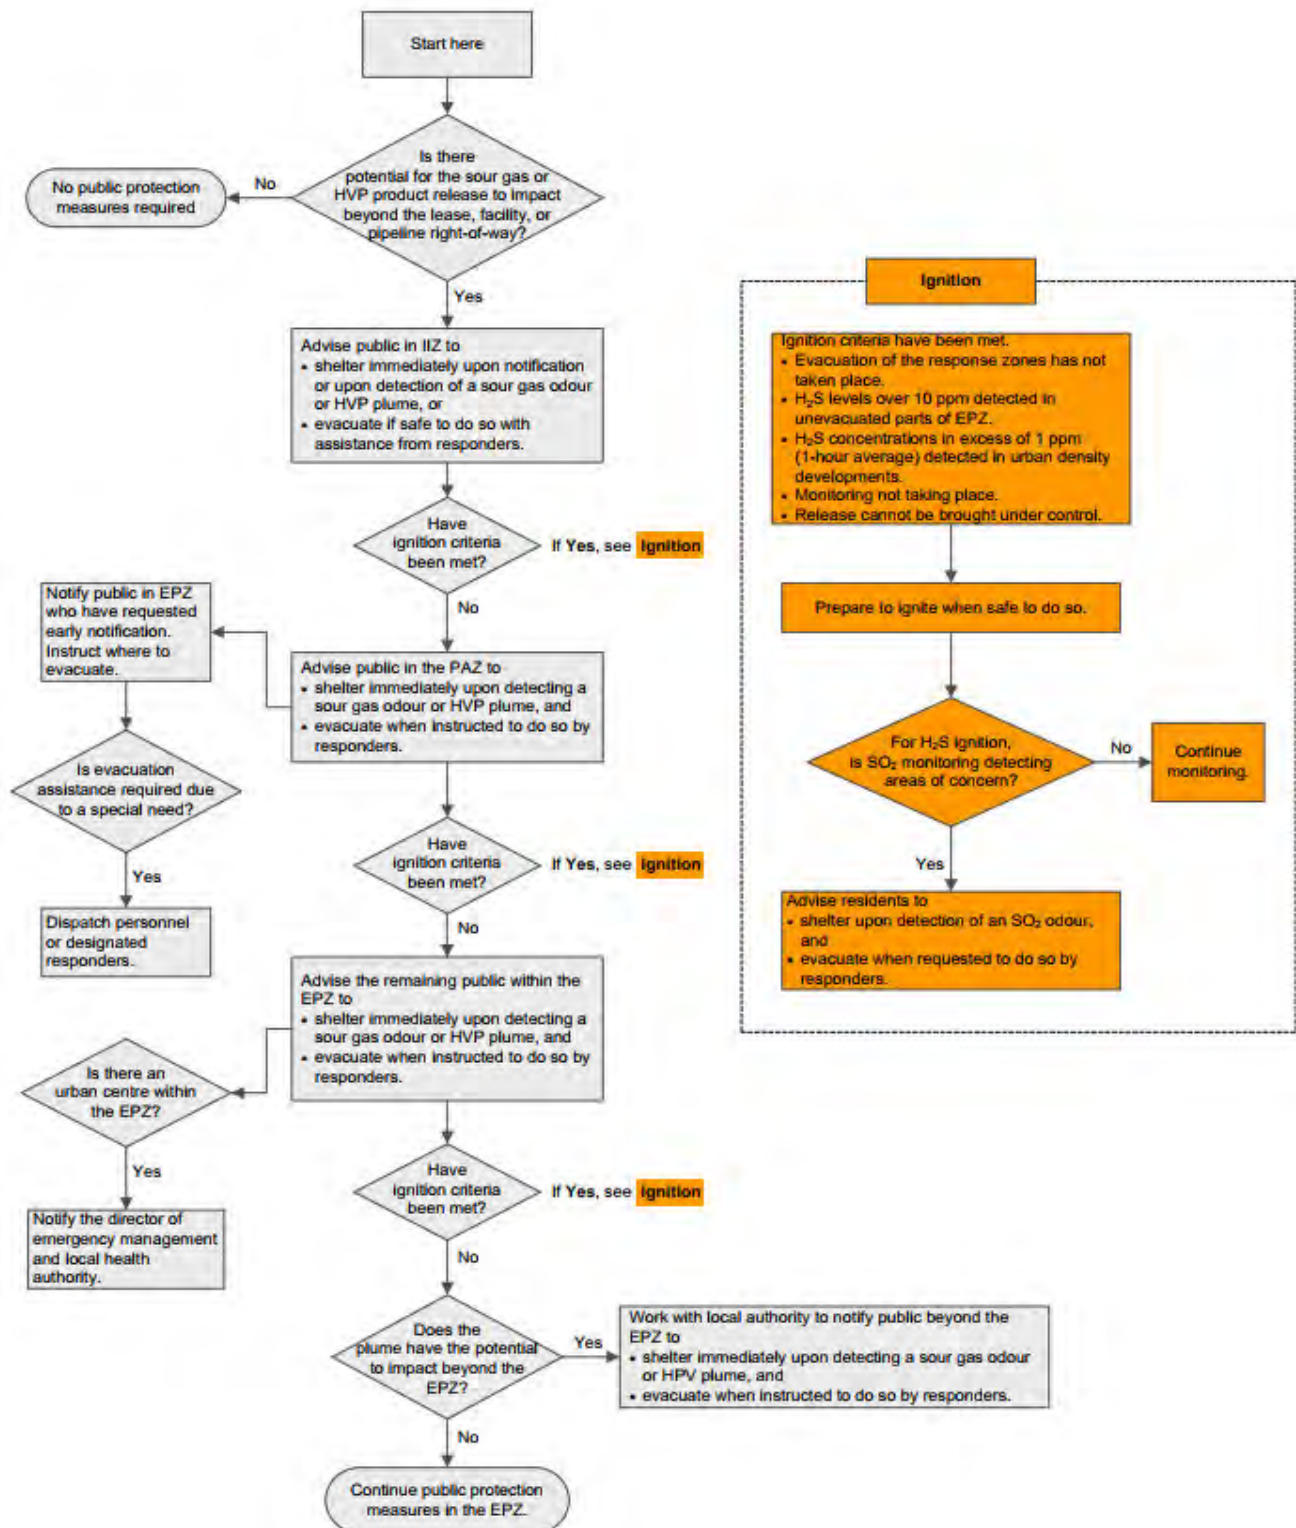 Start here
Is there
potential for the sour gas or
HVP product release to impact
beyond the lease, facility, or
pipeline right-of-way?
No
No public protection
measures required
Yes
Advise public in IIZ to
• shelter immediately upon notification
or upon detection of a sour gas odour
or HVP plume, or
• evacuate if safe to do so with
assistance from responders.
Have
ignition criteria
been met?
If Yes, see Ignition
No
Advise public in the PAZ to
• shelter immediately upon detecting a
sour gas odour or HVP plume, and
• evacuate when instructed to do so by
responders.
Notify public in EPZ
who have requested
early notification.
Instruct where to
evacuate.
Is evacuation
assistance required due
to a special need?
Yes
Dispatch personnel
or designated
responders.
Have
ignition criteria
been met?
If Yes, see Ignition
No
Advise the remaining public within the
EPZ to
• shelter immediately upon detecting a
sour gas odour or HVP plume, and
• evacuate when instructed to do so by
responders.
Is there an
urban centre within
the EPZ?
Yes
Notify the director of
emergency management
and local health
authority.
Have
ignition criteria
been met?
If Yes, see Ignition
No
Does the
plume have the potential
to impact beyond the
EPZ?
Yes
Work with local authority to notify public beyond the
EPZ to
• shelter immediately upon detecting a sour gas odour
or HPV plume, and
• evacuate when instructed to do so by responders.
No
Continue public protection
measures in the EPZ.
Ignition
Ignition criteria have been met.
• Evacuation of the response zones has not
taken place.
• H₂S levels over 10 ppm detected in
unevacuated parts of EPZ.
• H₂S concentrations in excess of 1 ppm
(1-hour average) detected in urban density
developments.
• Monitoring not taking place.
• Release cannot be brought under control.
Prepare to ignite when safe to do so.
For H₂S ignition,
is SO₂ monitoring detecting
areas of concern?
No
Continue
monitoring.
Yes
Advise residents to
• shelter upon detection of an SO₂ odour,
and
• evacuate when requested to do so by
responders.